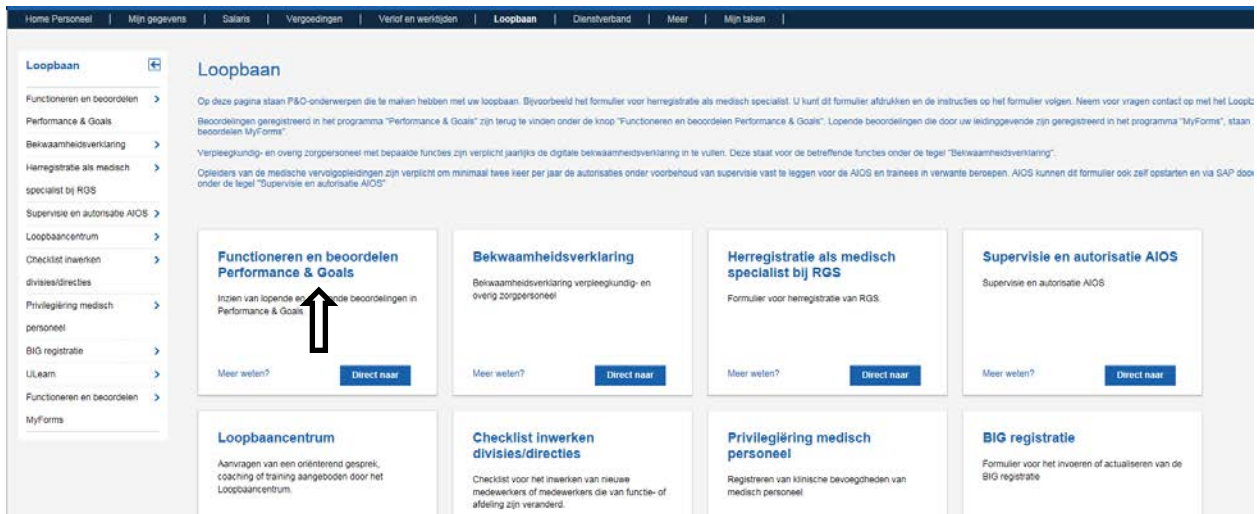 Home Personeel | Mijn gegevens | Salaris | Vergoedingen | Verlof en werktijden | Loopbaan | Dienstverband | Meer | Mijn taken |
Loopbaan
Functioneren en beoordelen
Performance & Goals
Bekwaamheidsverklaring
Herregistratie als medisch
specialist bij RGS
Supervisie en autorisatie AIOS
Loopbaancentrum
Checklist inwerken
divisies/directies
Privilegiëring medisch
personeel
BIG registratie
ULearn
Functioneren en beoordelen
MyForms
Loopbaan
Op deze pagina staan P&O-onderwerpen die te maken hebben met uw loopbaan. Bijvoorbeeld het formulier voor herregistratie als medisch specialist. U kunt dit formulier afdrukken en de instructies op het formulier volgen. Neem voor vragen contact op met het Loopb
Beoordelingen geregistreerd in het programma "Performance & Goals" zijn terug te vinden onder de knop "Functioneren en beoordelen Performance & Goals". Lopende beoordelingen die door uw leidinggevende zijn geregistreerd in het programma "MyForms", staan
beoordelen MyForms".
Verpleegkundig- en overig zorgpersoneel met bepaalde functies zijn verplicht jaarlijks de digitale bekwaamheidsverklaring in te vullen. Deze staat voor de betreffende functies onder de tegel "Bekwaamheidsverklaring".
Opleiders van de medische vervolgopleidingen zijn verplicht om minimaal twee keer per jaar de autorisaties onder voorbehoud van supervisie vast te leggen voor de AIOS en trainees in verwante beroepen. AIOS kunnen dit formulier ook zelf opstarten en via SAP doo
onder de tegel "Supervisie en autorisatie AIOS"
Functioneren en beoordelen
Performance & Goals
Inzien van lopende en nde beoordelingen in
Performance & Goals
Meer weten? Direct naar
Bekwaamheidsverklaring
Bekwaamheidsverklaring verpleegkundig- en
overig zorgpersoneel
Meer weten? Direct naar
Herregistratie als medisch
specialist bij RGS
Formulier voor herregistratie van RGS.
Meer weten? Direct naar
Supervisie en autorisatie AIOS
Supervisie en autorisatie AIOS
Meer weten? Direct naar
Loopbaancentrum
Aanvragen van een oriënterend gesprek,
coaching of training aangeboden door het
Loopbaancentrum.
Checklist inwerken
divisies/directies
Checklist voor het inwerken van nieuwe
medewerkers of medewerkers die van functie- of
afdeling zijn veranderd.
Privilegiëring medisch
personeel
Registreren van klinische bevoegdheden van
medisch personeel
BIG registratie
Formulier voor het invoeren of actualiseren van de
BIG registratie